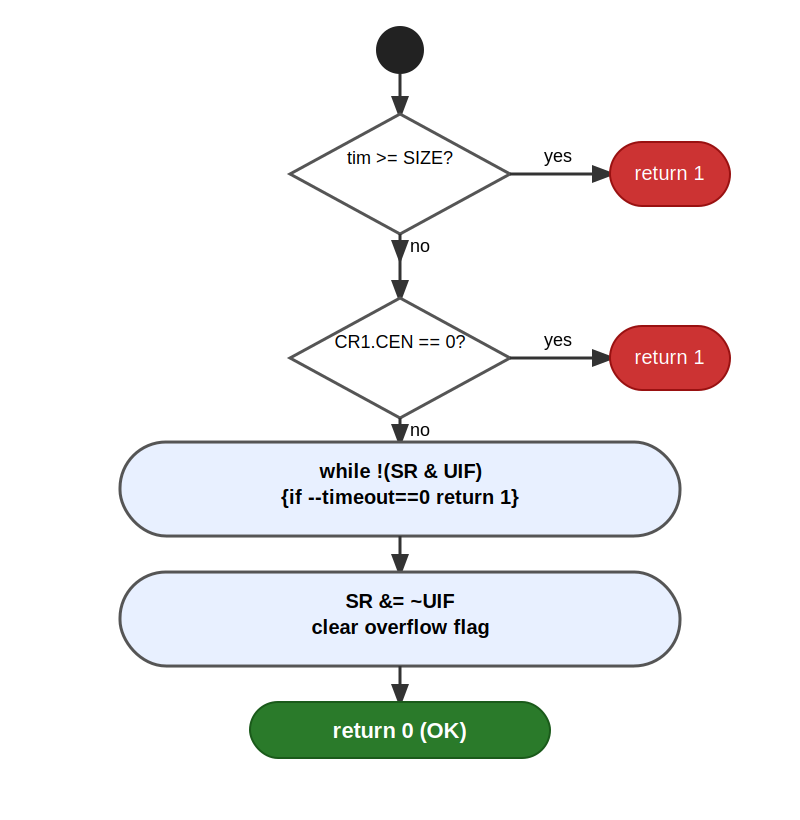 tim >= SIZE?
yes
return 1
no
CR1.CEN == 0?
yes
return 1
no
while !(SR & UIF)
{if --timeout==0 return 1}
SR &= ~UIF
clear overflow flag
return 0 (OK)